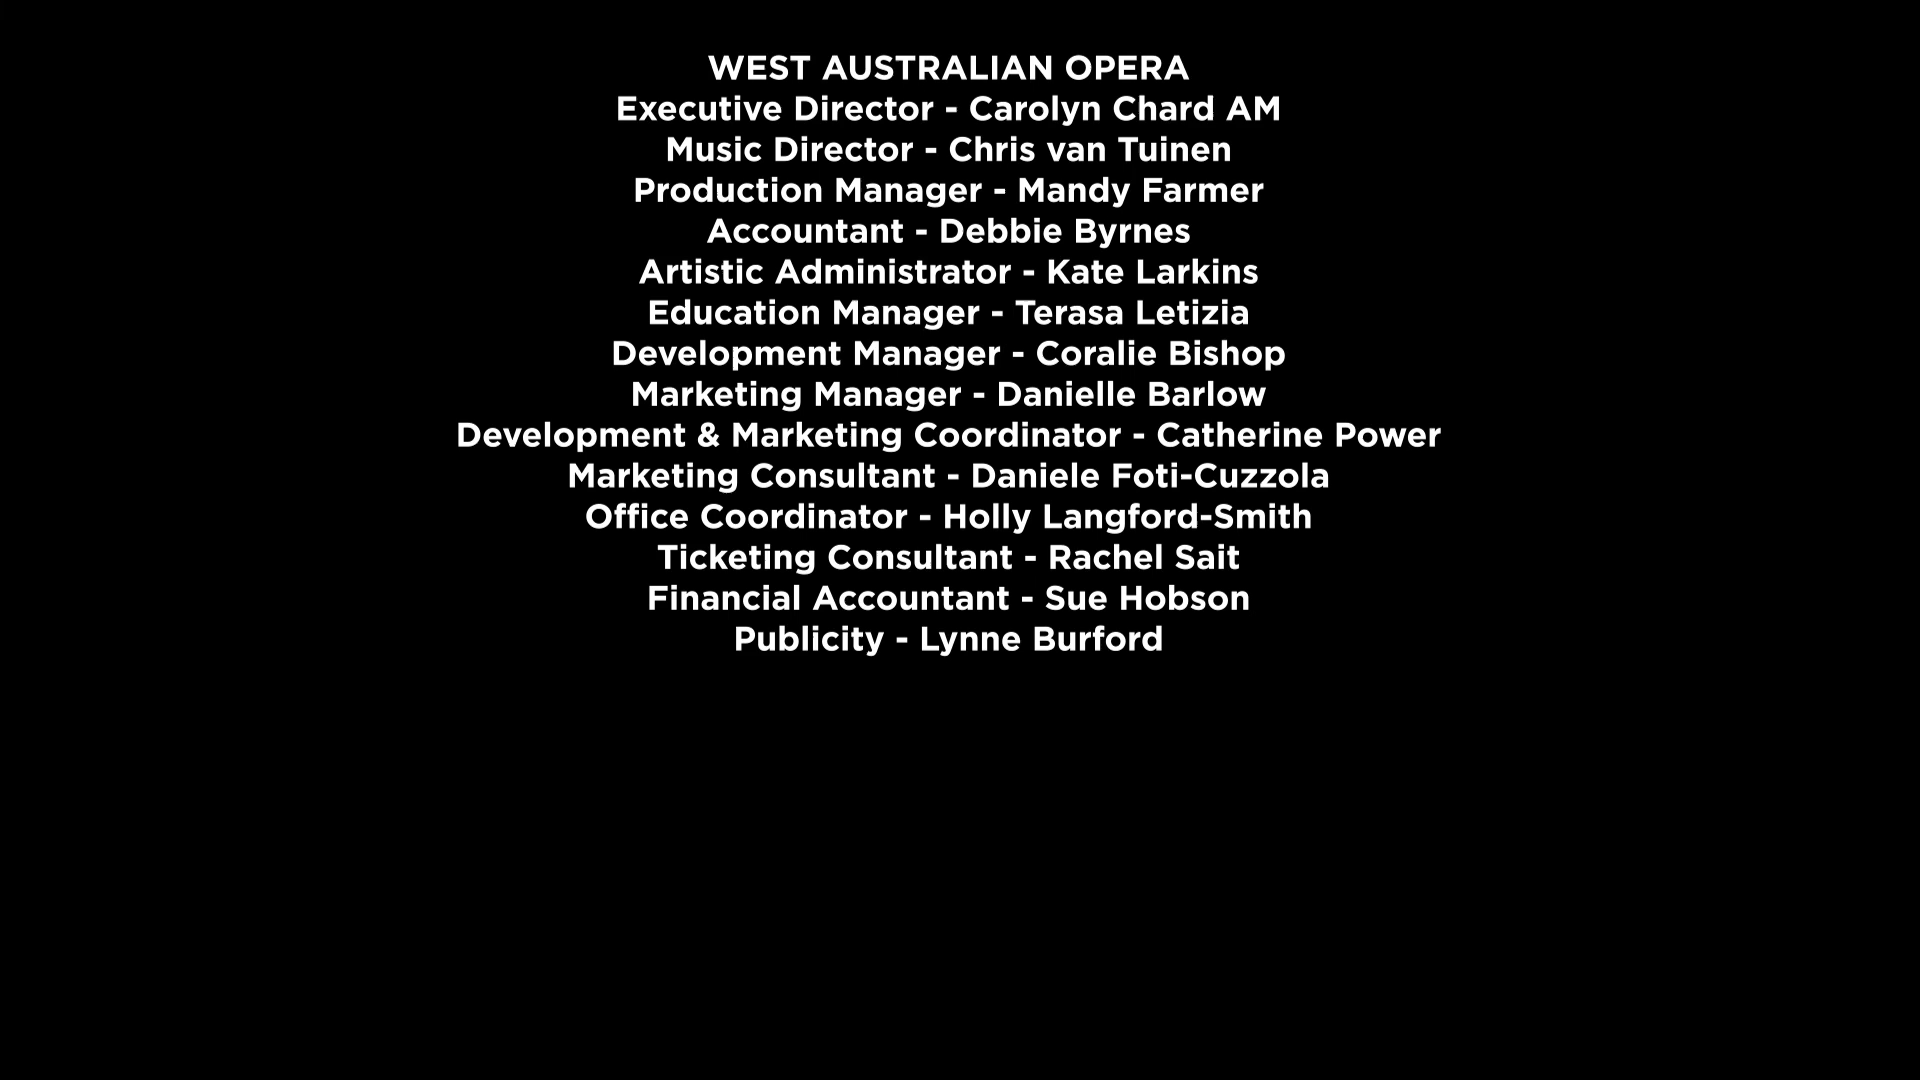 WEST AUSTRALIAN OPERA
Executive Director - Carolyn Chard AM
Music Director - Chris van Tuinen
Production Manager - Mandy Farmer
Accountant - Debbie Byrnes
Artistic Administrator - Kate Larkins
Education Manager - Terasa Letizia
Development Manager - Coralie Bishop
Marketing Manager - Danielle Barlow
Development & Marketing Coordinator - Catherine Power
Marketing Consultant - Daniele Foti-Cuzzola
Office Coordinator - Holly Langford-Smith
Ticketing Consultant - Rachel Sait
Financial Accountant - Sue Hobson
Publicity - Lynne Burford